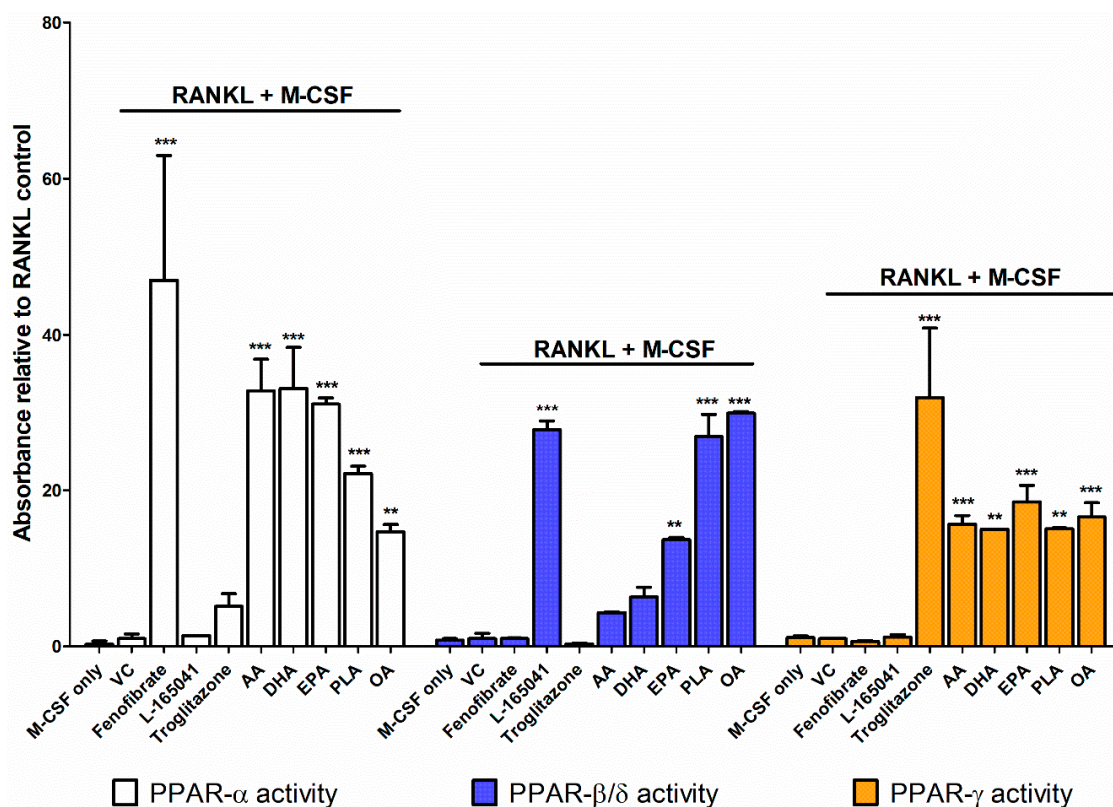 Absorbance relative to RANKL control
80
60
40
20
0
RANKL + M-CSF
***
***
***
***
***
**
RANKL + M-CSF
***
**
***
***
RANKL + M-CSF
***
***
**
***
**
***
M-CSF only
VC
Fenofibrate
L-165041
Troglitazone
AA
DHA
EPA
PLA
OA
M-CSF only
VC
Fenofibrate
L-165041
Troglitazone
AA
DHA
EPA
PLA
OA
M-CSF only
VC
Fenofibrate
L-165041
Troglitazone
AA
DHA
EPA
PLA
OA
PPAR-α activity
PPAR-β/δ activity
PPAR-γ activity